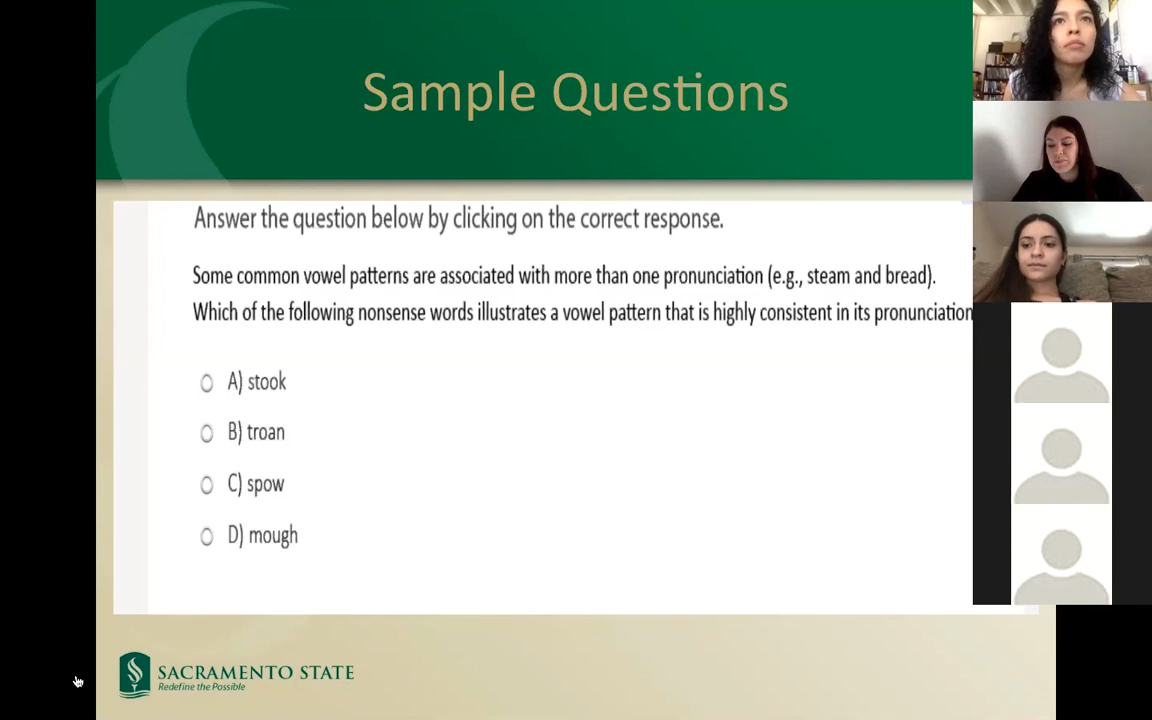 Sample Questions
Answer the question below by clicking on the correct response.
Some common vowel patterns are associated with more than one pronunciation (e.g., steam and bread).
Which of the following nonsense words illustrates a vowel pattern that is highly consistent in its pronunciation
A) stook
B) troan
C) spow
D) mough
SACRAMENTO STATE
Redefine the Possible